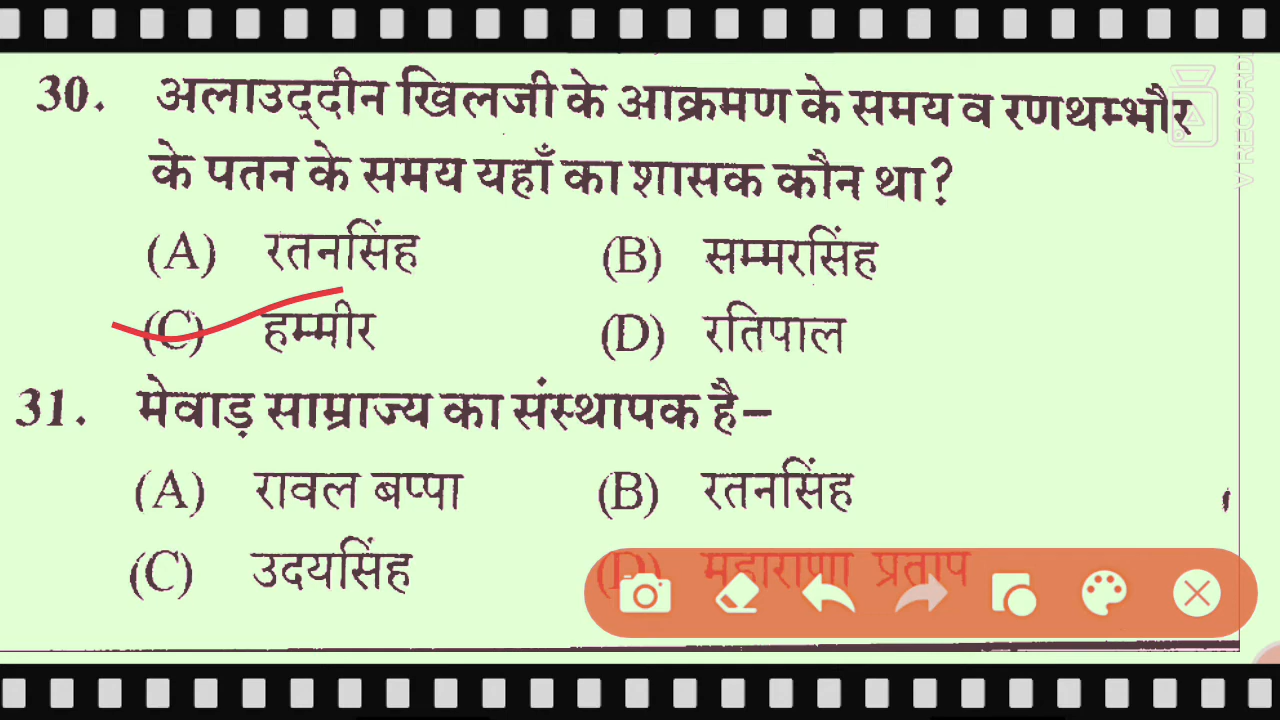 30. अलाउद्दीन खिलजी के आक्रमण के समय व रणथम्भौर
के पतन के समय यहाँ का शासक कौन था?
(A) रतनसिंह (B) सम्मरसिंह
(C) हम्मीर (D) रतिपाल
31. मेवाड़ साम्राज्य का संस्थापक है–
(A) रावल बप्पा (B) रतनसिंह
(C) उदयसिंह (D) महाराणा प्रताप
V RECORD